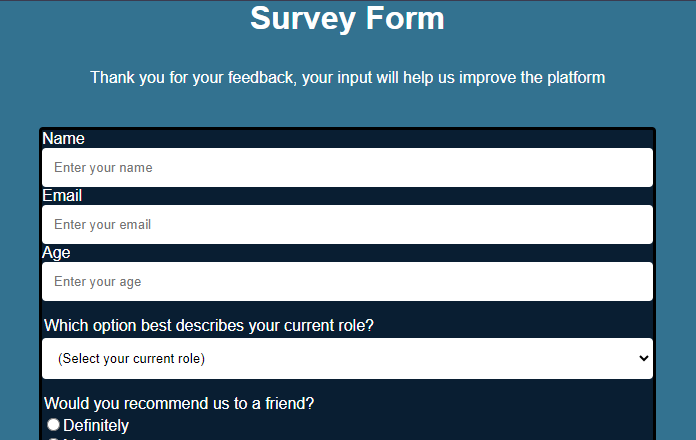 Survey Form
Thank you for your feedback, your input will help us improve the platform
Name
Enter your name
Email
Enter your email
Age
Enter your age
Which option best describes your current role?
(Select your current role)
Would you recommend us to a friend?
Definitely